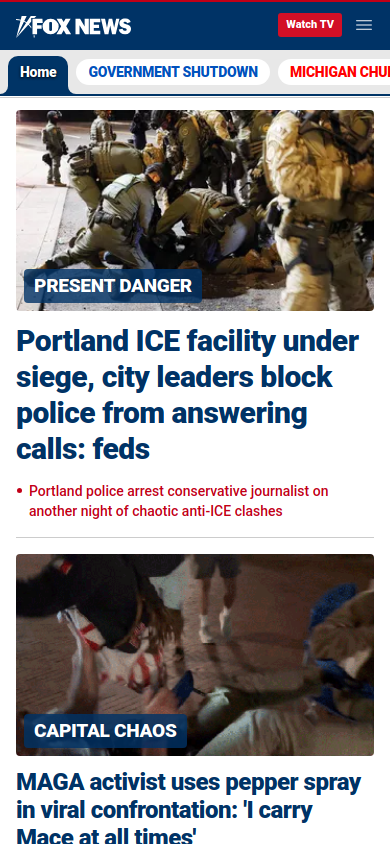 FOX NEWS
Watch TV
Home
GOVERNMENT SHUTDOWN
MICHIGAN CHU
PRESENT DANGER
Portland ICE facility under
siege, city leaders block
police from answering
calls: feds
• Portland police arrest conservative journalist on
another night of chaotic anti-ICE clashes
CAPITAL CHAOS
MAGA activist uses pepper spray
in viral confrontation: 'I carry
Mace at all times'